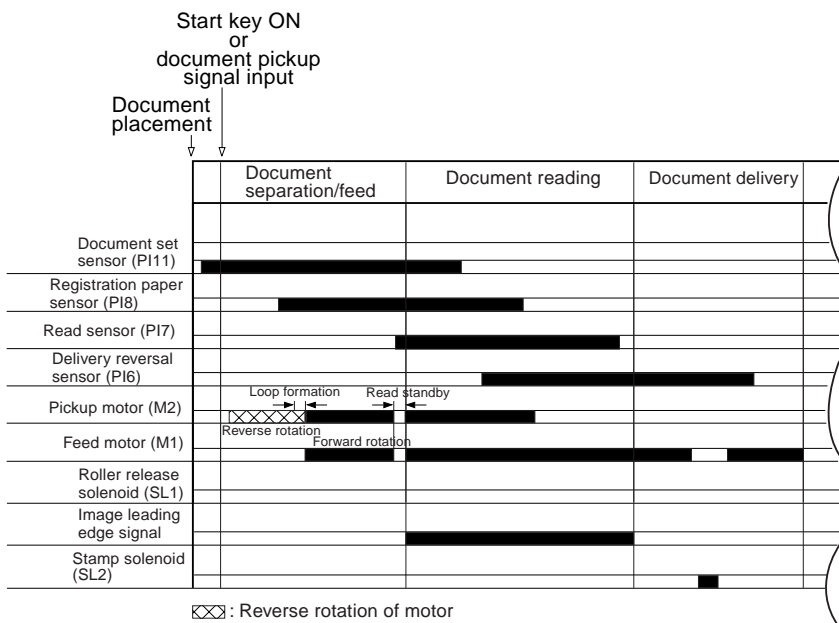 Start key ON
or
document pickup
signal input
Document
placement
Document
separation/feed
Document reading
Document delivery
Document set
sensor (PI11)
Registration paper
sensor (PI8)
Read sensor (PI7)
Delivery reversal
sensor (PI6)
Loop formation
Read standby
Pickup motor (M2)
Reverse rotation
Feed motor (M1)
Forward rotation
Roller release
solenoid (SL1)
Image leading
edge signal
Stamp solenoid
(SL2)
: Reverse rotation of motor